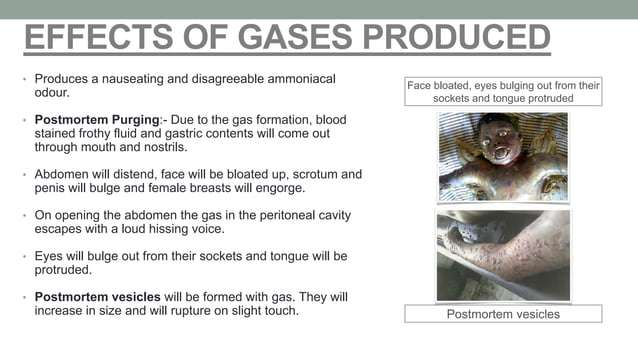 EFFECTS OF GASES PRODUCED
• Produces a nauseating and disagreeable ammoniacal
odour.
• Postmortem Purging:- Due to the gas formation, blood
stained frothy fluid and gastric contents will come out
through mouth and nostrils.
• Abdomen will distend, face will be bloated up, scrotum and
penis will bulge and female breasts will engorge.
• On opening the abdomen the gas in the peritoneal cavity
escapes with a loud hissing voice.
• Eyes will bulge out from their sockets and tongue will be
protruded.
• Postmortem vesicles will be formed with gas. They will
increase in size and will rupture on slight touch.
Face bloated, eyes bulging out from their
sockets and tongue protruded
Postmortem vesicles